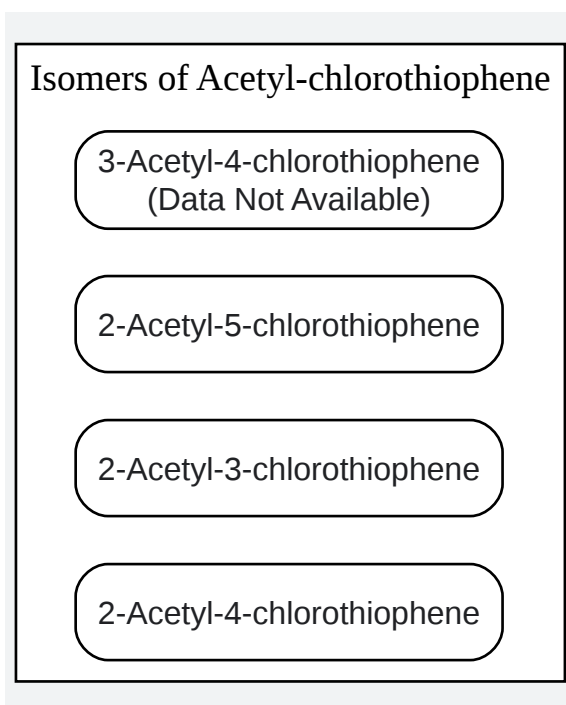 Isomers of Acetyl-chlorothiophene
3-Acetyl-4-chlorothiophene
(Data Not Available)
2-Acetyl-5-chlorothiophene
2-Acetyl-3-chlorothiophene
2-Acetyl-4-chlorothiophene